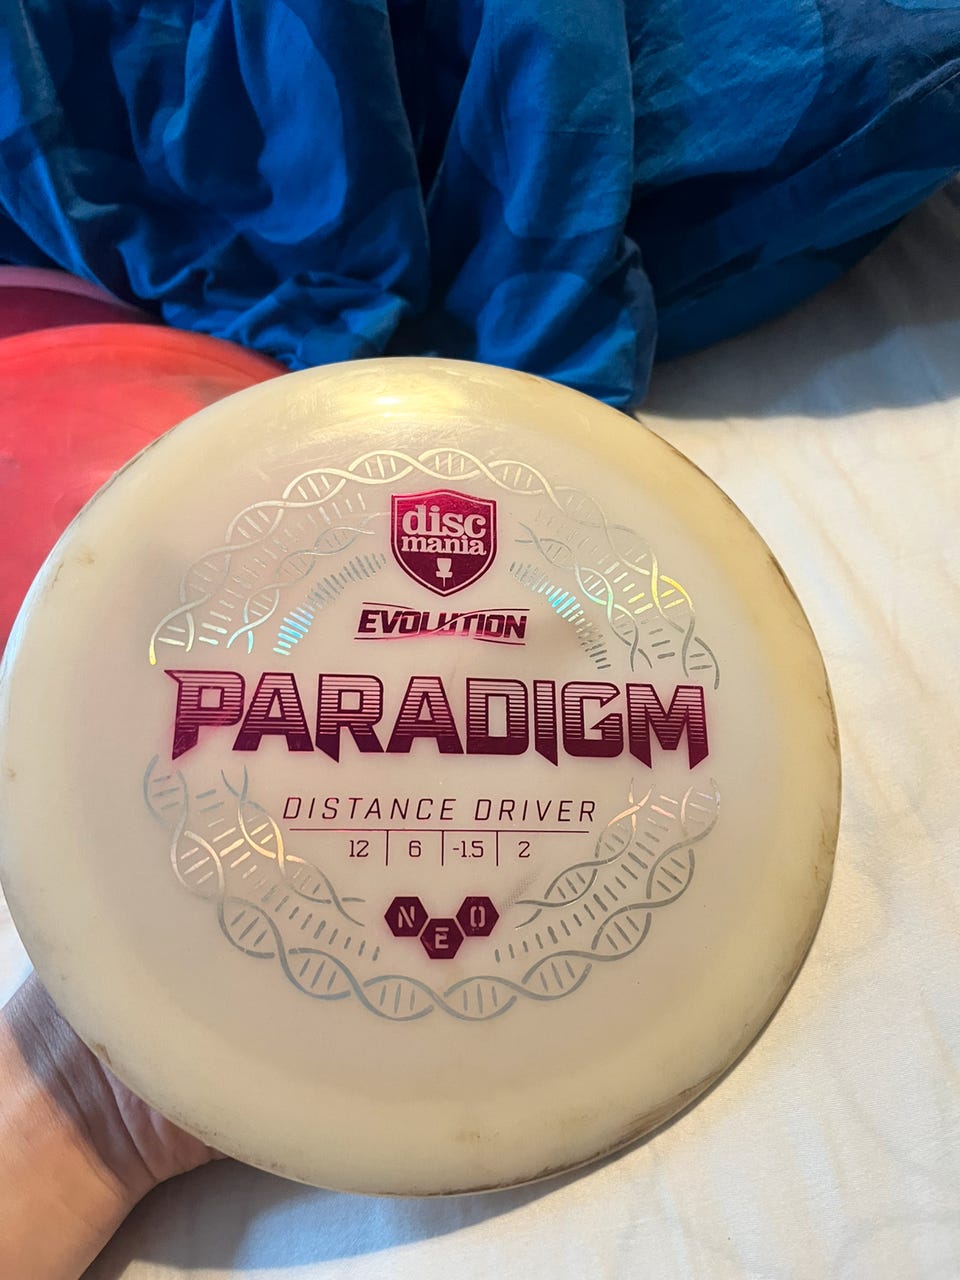 disc
mania
EVOLUTION
PARADIGM
DISTANCE DRIVER
12 6 -1.5 2
NEO